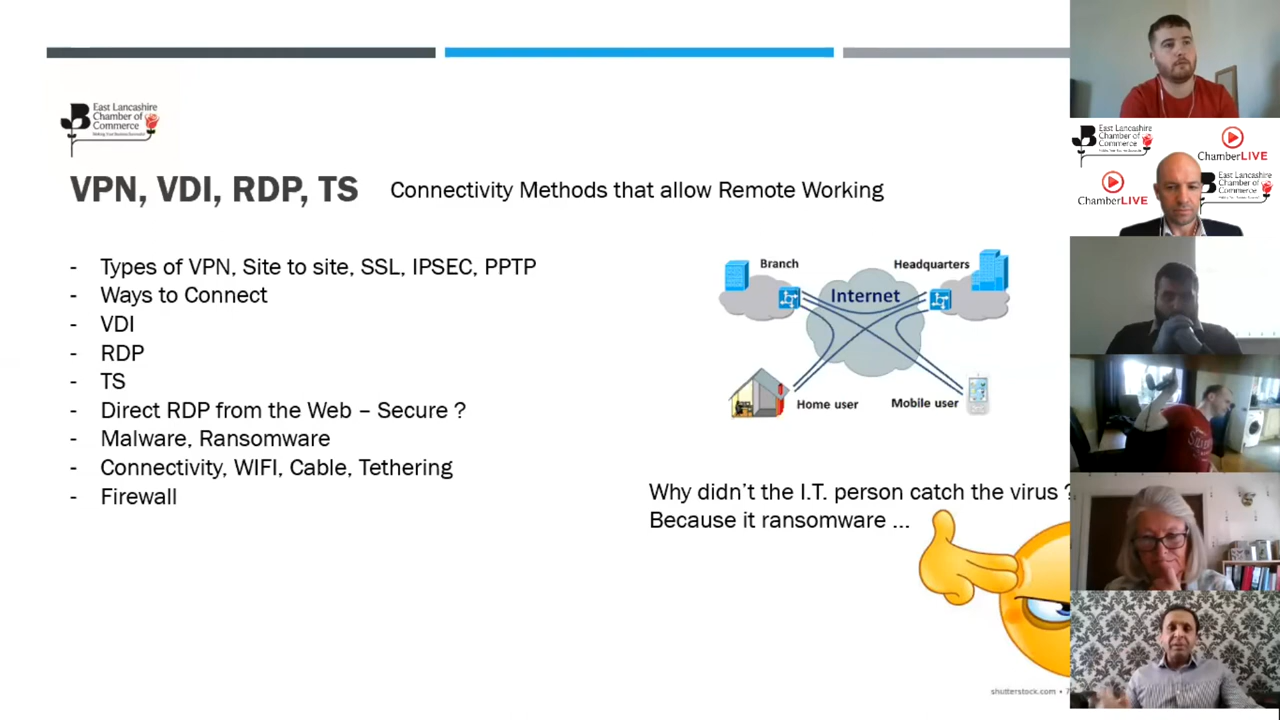 East Lancashire
Chamber of
Commerce
VPN, VDI, RDP, TS
Connectivity Methods that allow Remote Working
- Types of VPN, Site to site, SSL, IPSEC, PPTP
- Ways to Connect
- VDI
- RDP
- TS
- Direct RDP from the Web – Secure ?
- Malware, Ransomware
- Connectivity, WIFI, Cable, Tethering
- Firewall
Branch
Headquarters
Internet
Home user
Mobile user
Why didn't the I.T. person catch the virus ?
Because it ransomware ...
shutterstock.com •
East Lancashire
Chamber of
Commerce
ChamberLIVE
ChamberLIVE
East Lancashire
Chamber of
Commerce